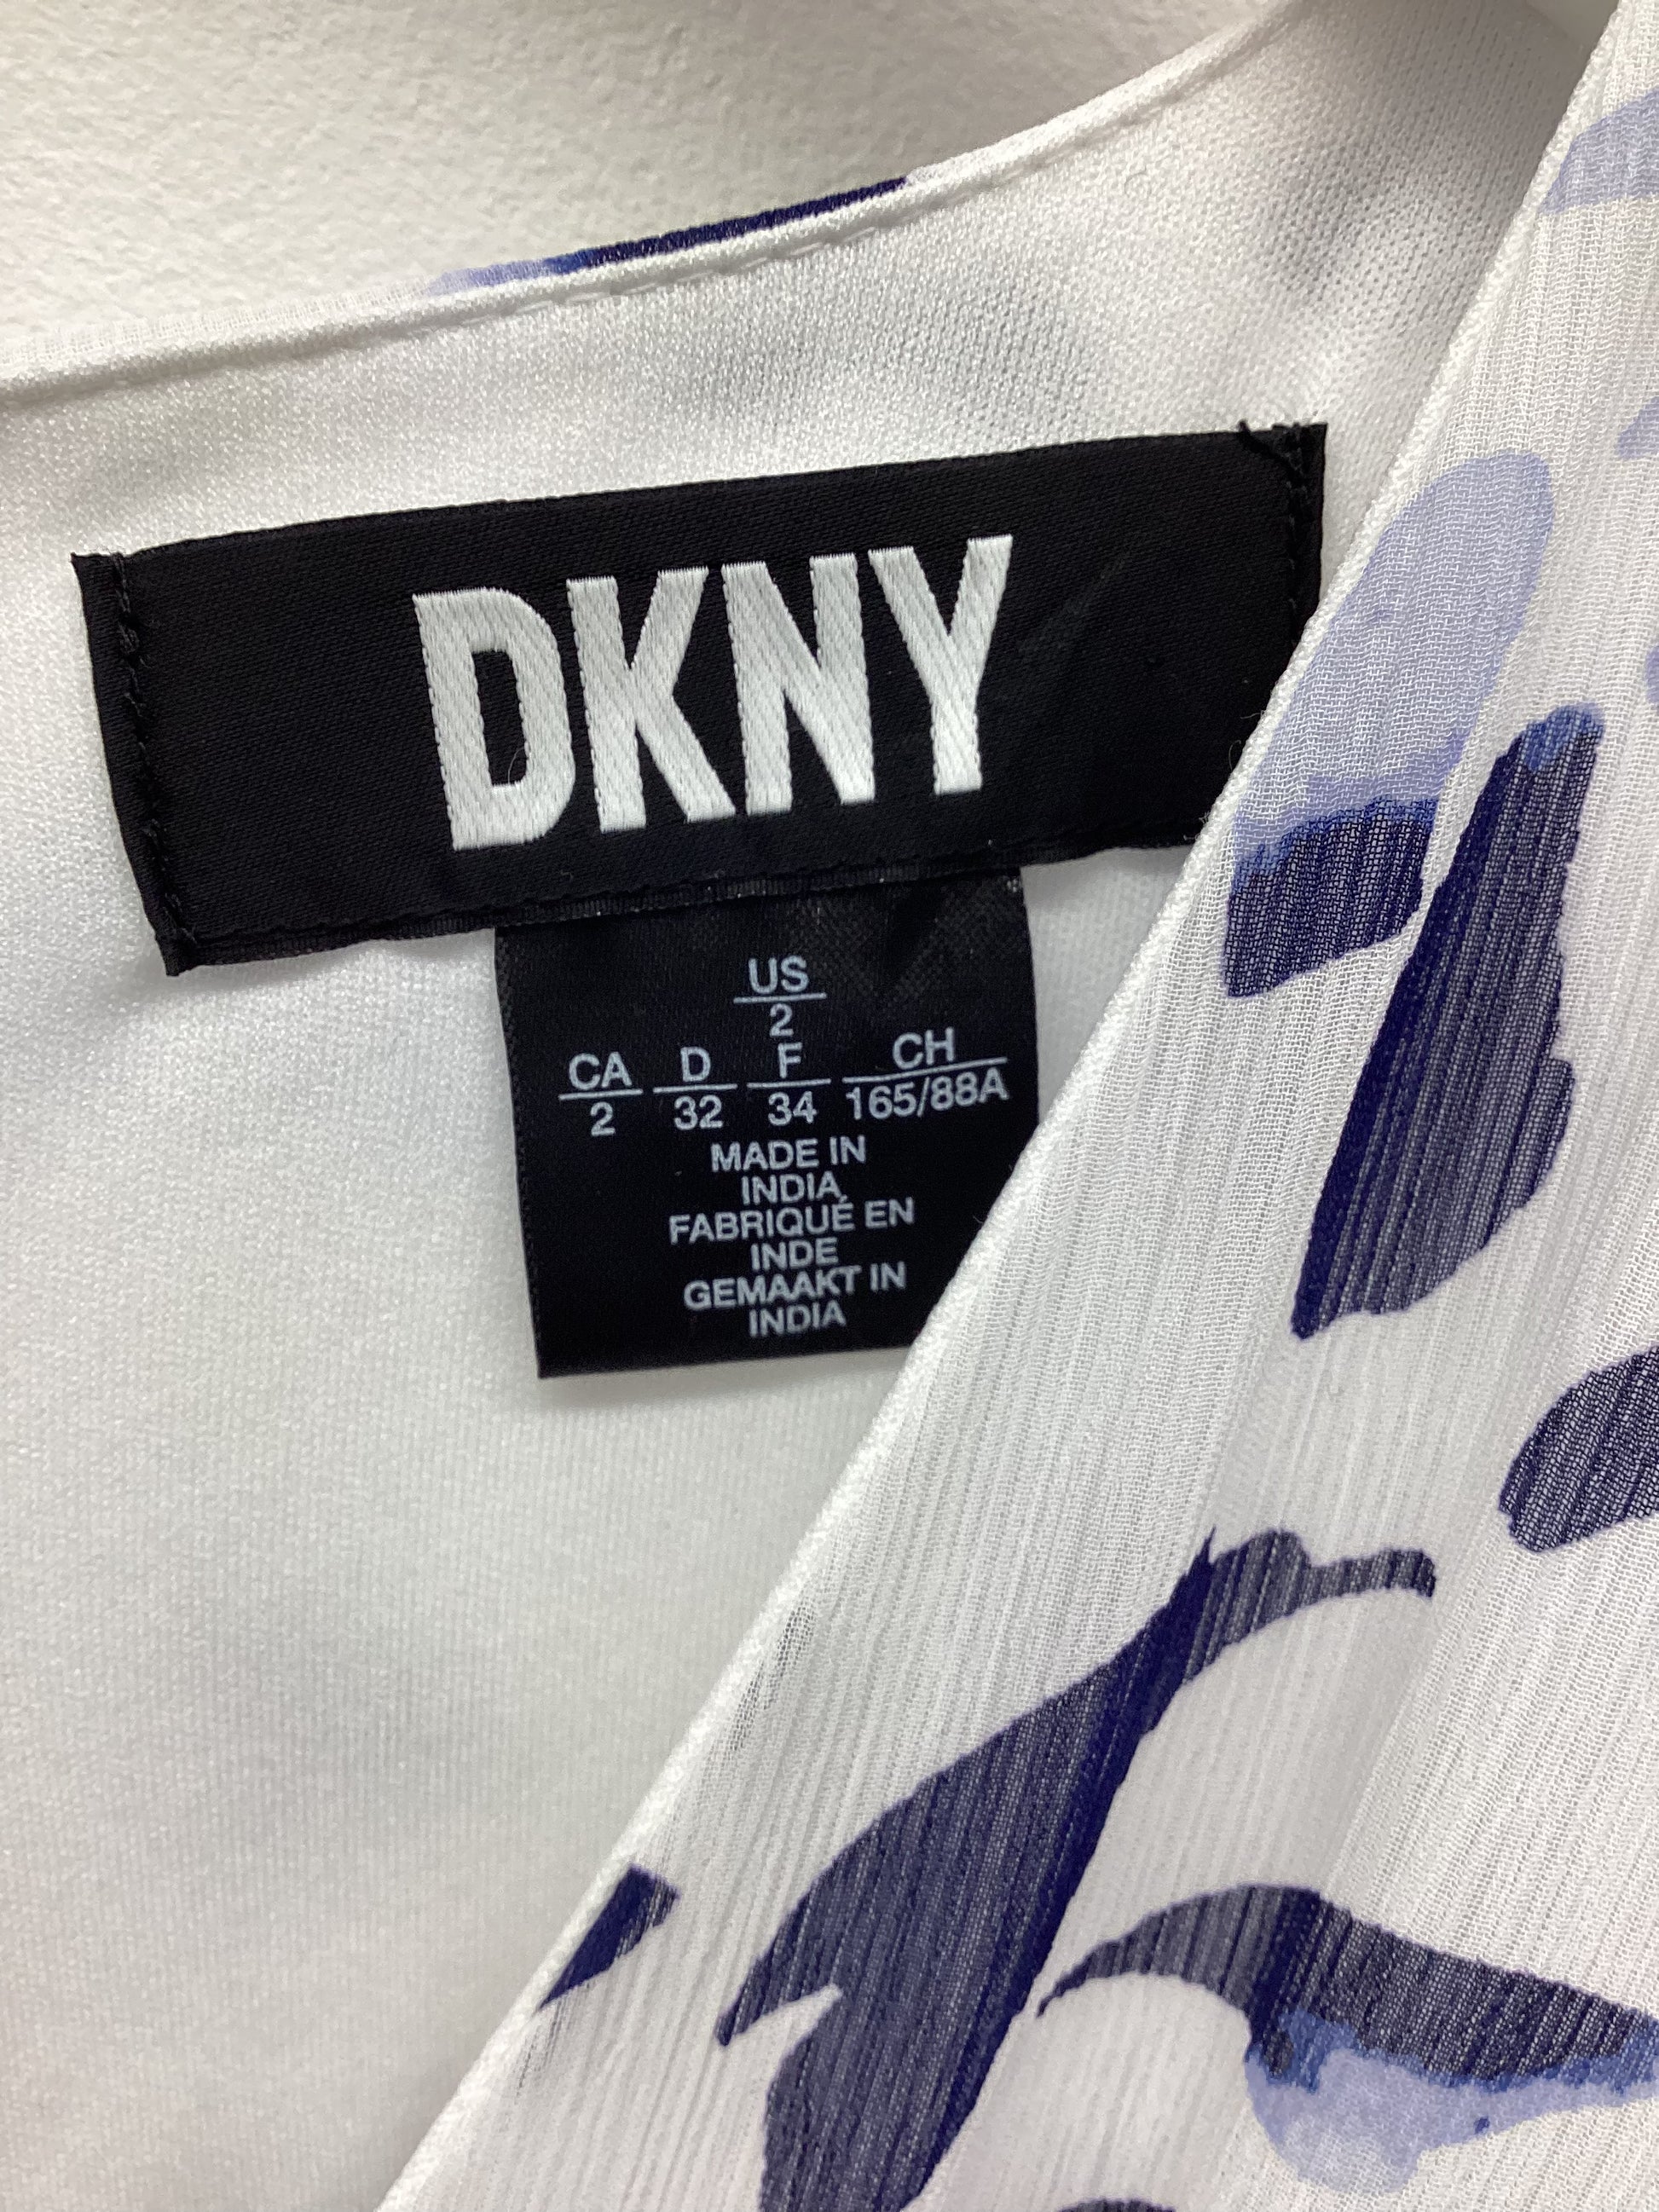 DKNY
US
2
CA D F CH
2 32 34 165/88A
MADE IN
INDIA
FABRIQUÉ EN
INDE
GEMAAKT IN
INDIA